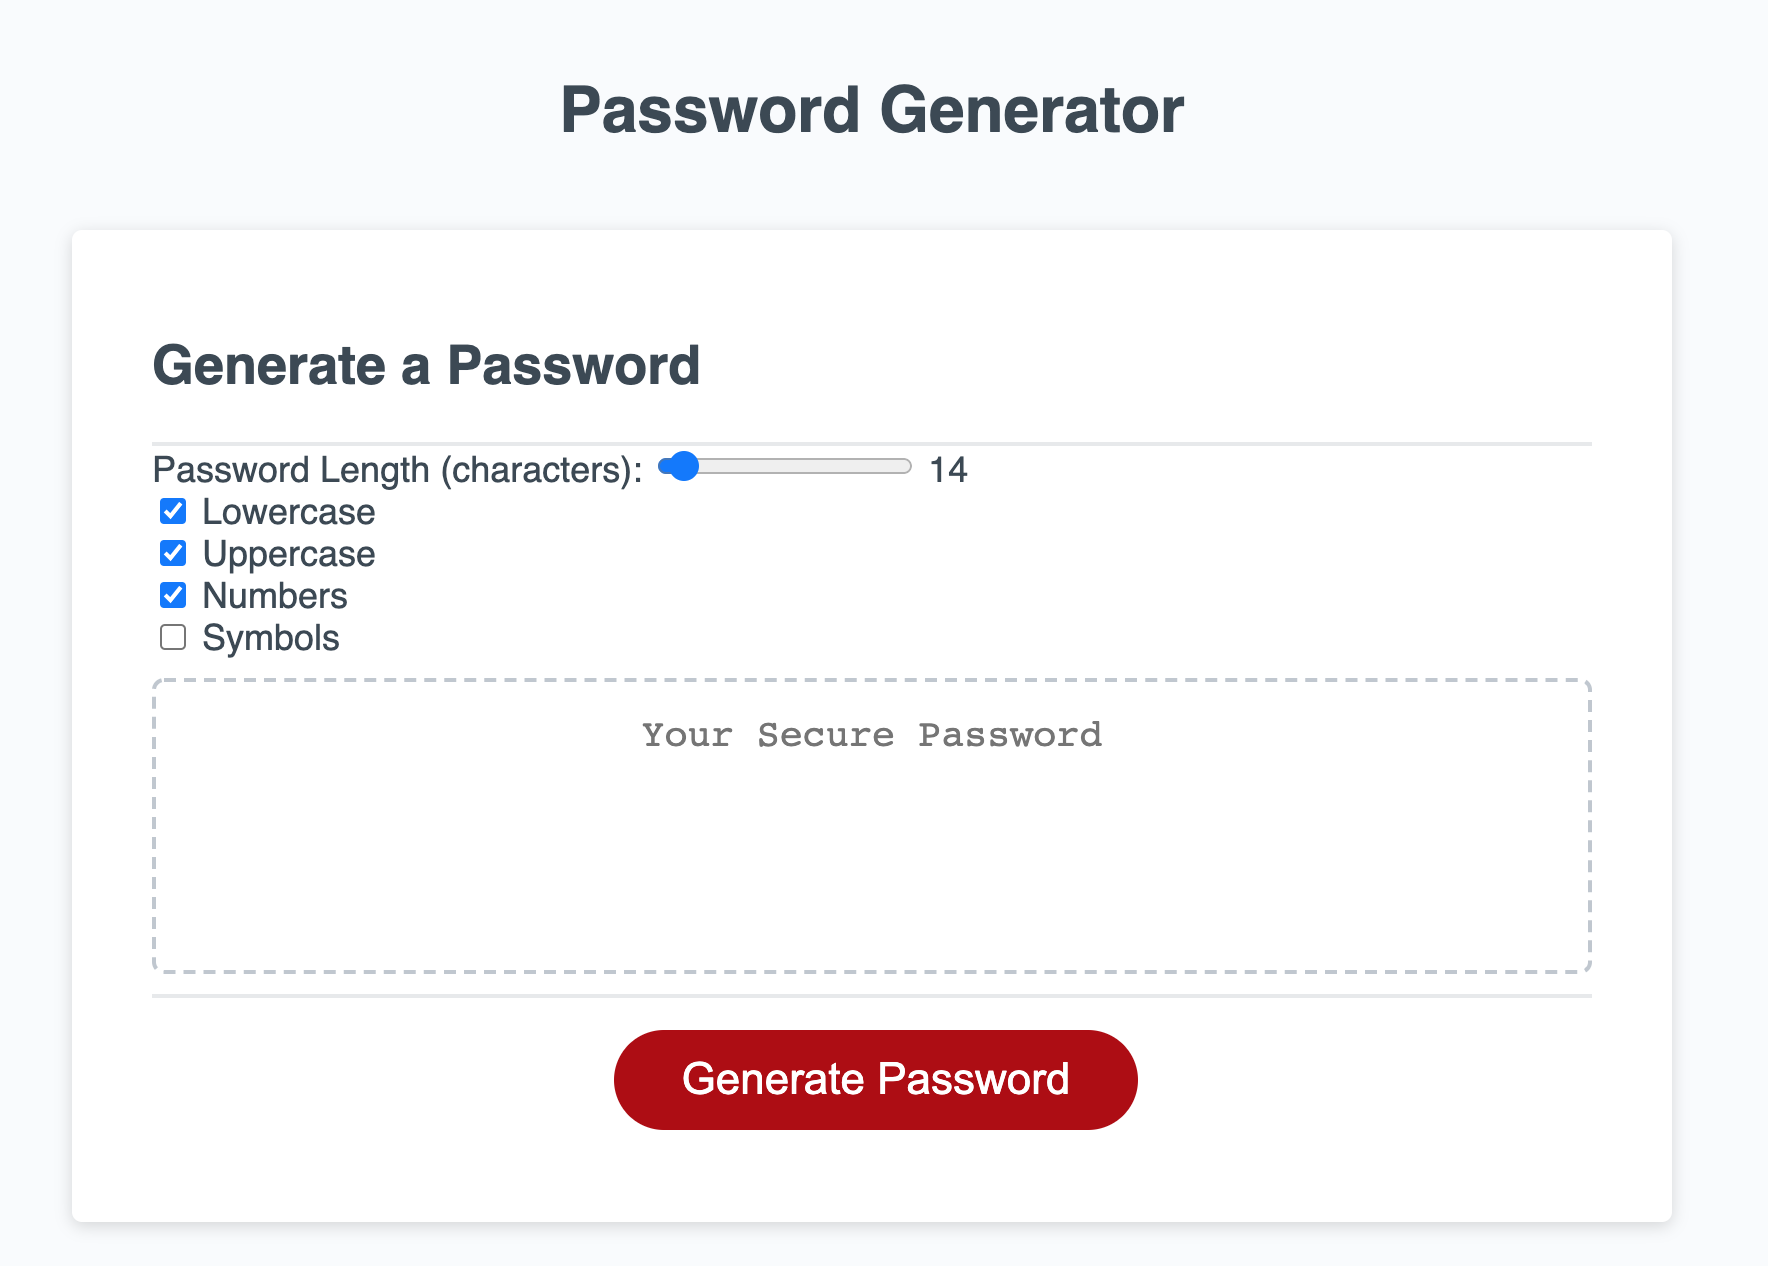 Password Generator
Generate a Password
Password Length (characters): 14
Lowercase
Uppercase
Numbers
Symbols
Your Secure Password
Generate Password